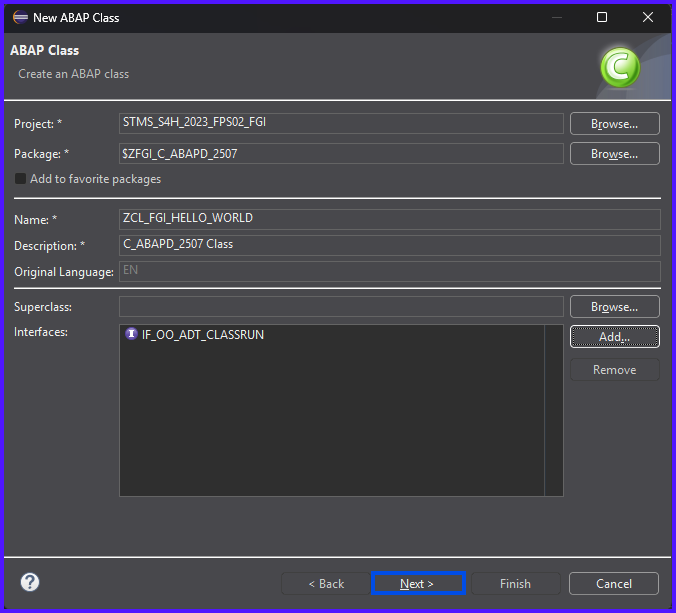 New ABAP Class
ABAP Class
Create an ABAP class
Project: * STMS_S4H_2023_FPS02_FGI Browse...
Package: * $ZFGI_C_ABAPD_2507 Browse...
Add to favorite packages
Name: * ZCL_FGI_HELLO_WORLD
Description: * C_ABAPD_2507 Class
Original Language: EN
Superclass: Browse...
Interfaces: IF_OO_ADT_CLASSRUN Add...
Remove
? < Back Next > Finish Cancel